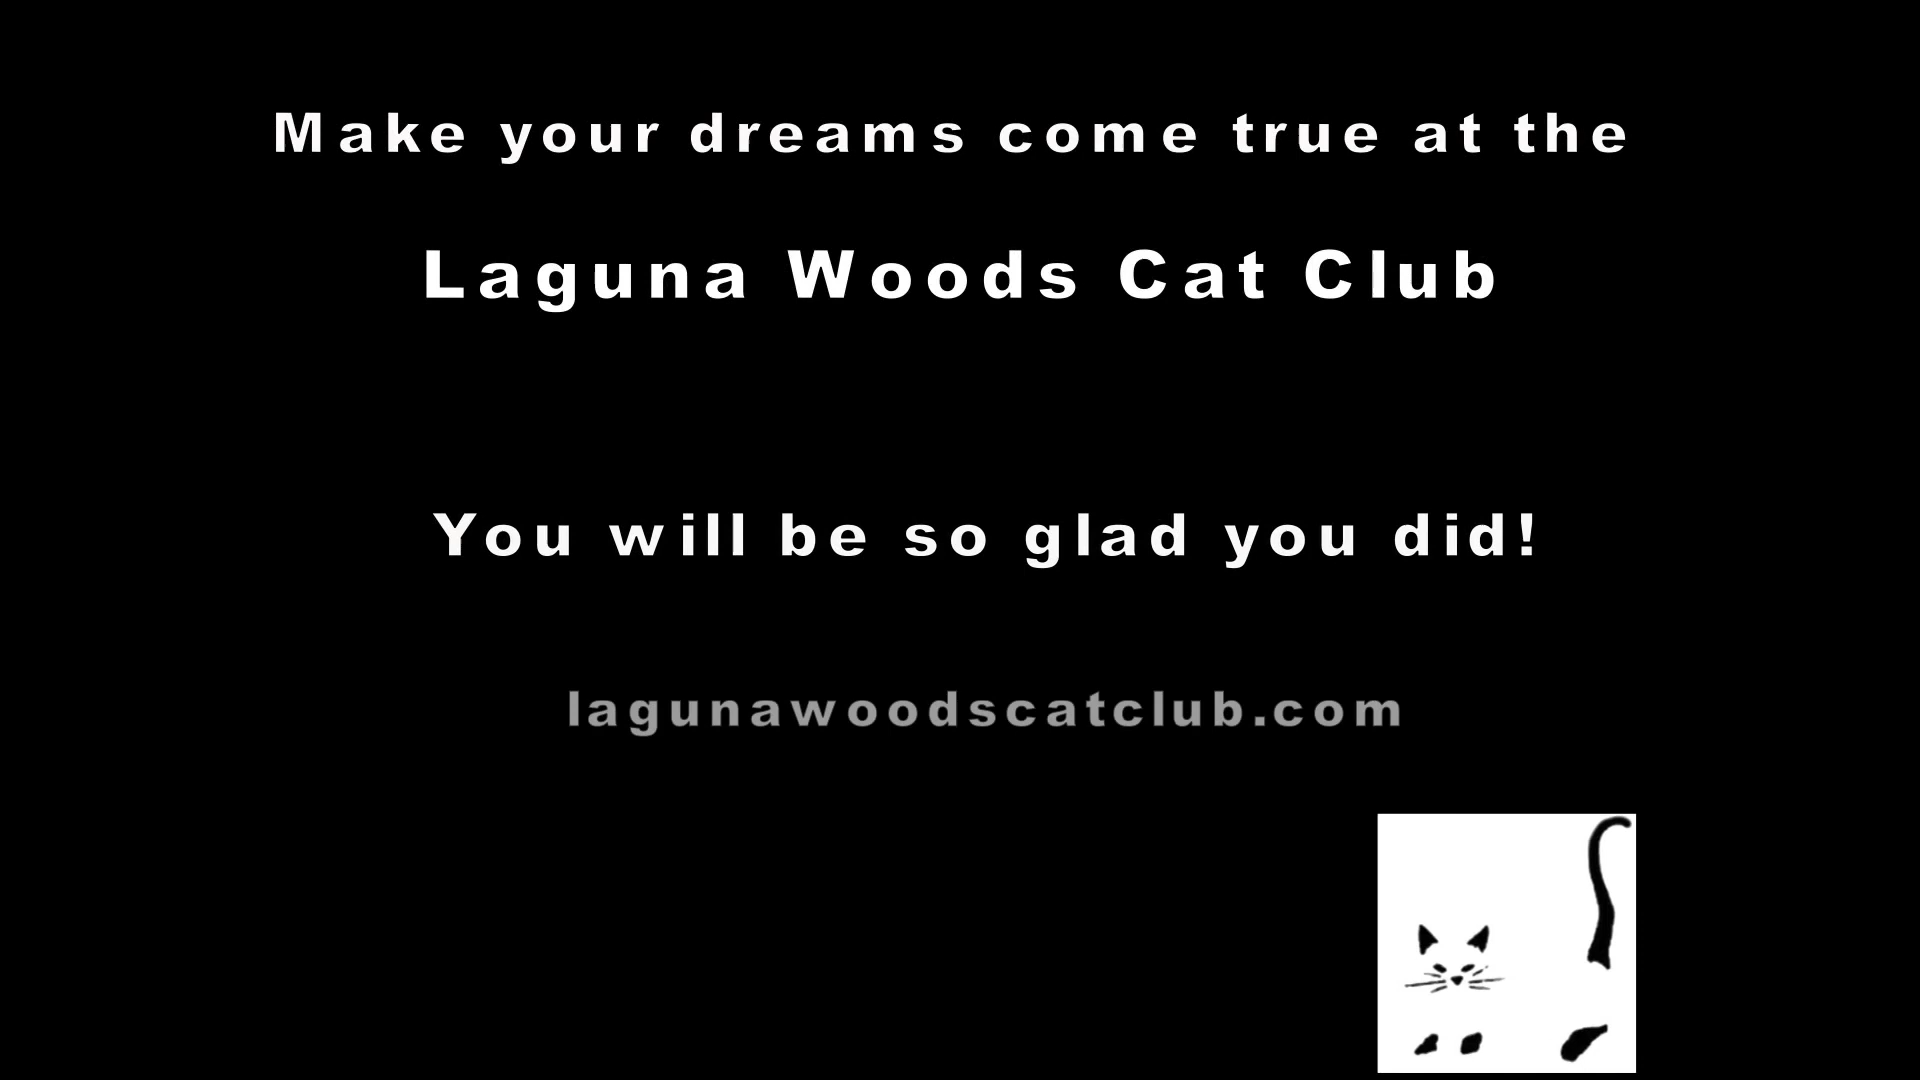 Make your dreams come true at the
Laguna Woods Cat Club
You will be so glad you did!
lagunawoodscatclub.com